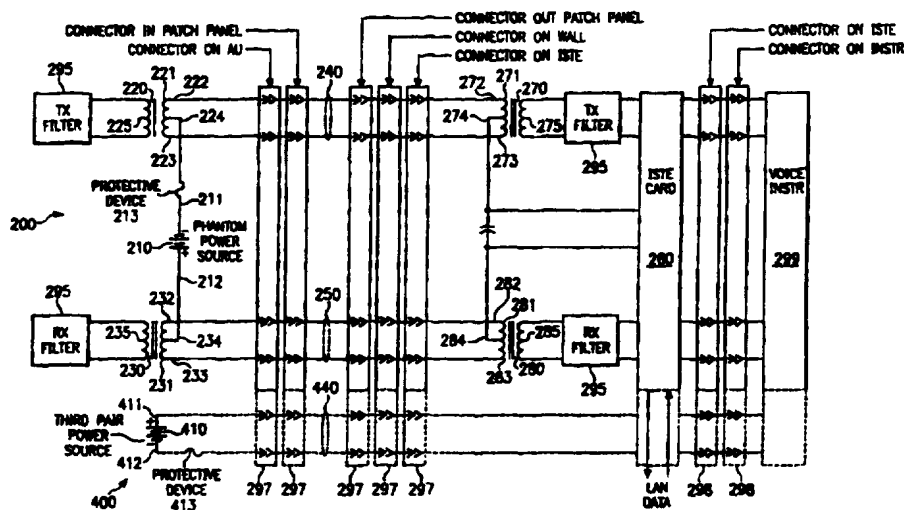 CONNECTOR OUT PATCH PANEL
CONNECTOR IN PATCH PANEL
CONNECTOR ON WALL
CONNECTOR ON ISTE
CONNECTOR ON AU
CONNECTOR ON ISTE
CONNECTOR ON INSTR
295
220
221
222
240
272
271
270
TX
FILTER
225
224
223
274
275
273
TX
FILTER
295
ISTE
CARD
VOICE
INSTR
PROTECTIVE
DEVICE
213
211
200
PHANTOM
POWER
SOURCE
210
212
299
295
232
250
282
281
RX
FILTER
235
234
284
285
RX
FILTER
230
231
233
283
280
295
411
440
THIRD PAIR
POWER
SOURCE
410
412
PROTECTIVE
DEVICE
413
400
297
297
297
297
297
LAN
DATA
298